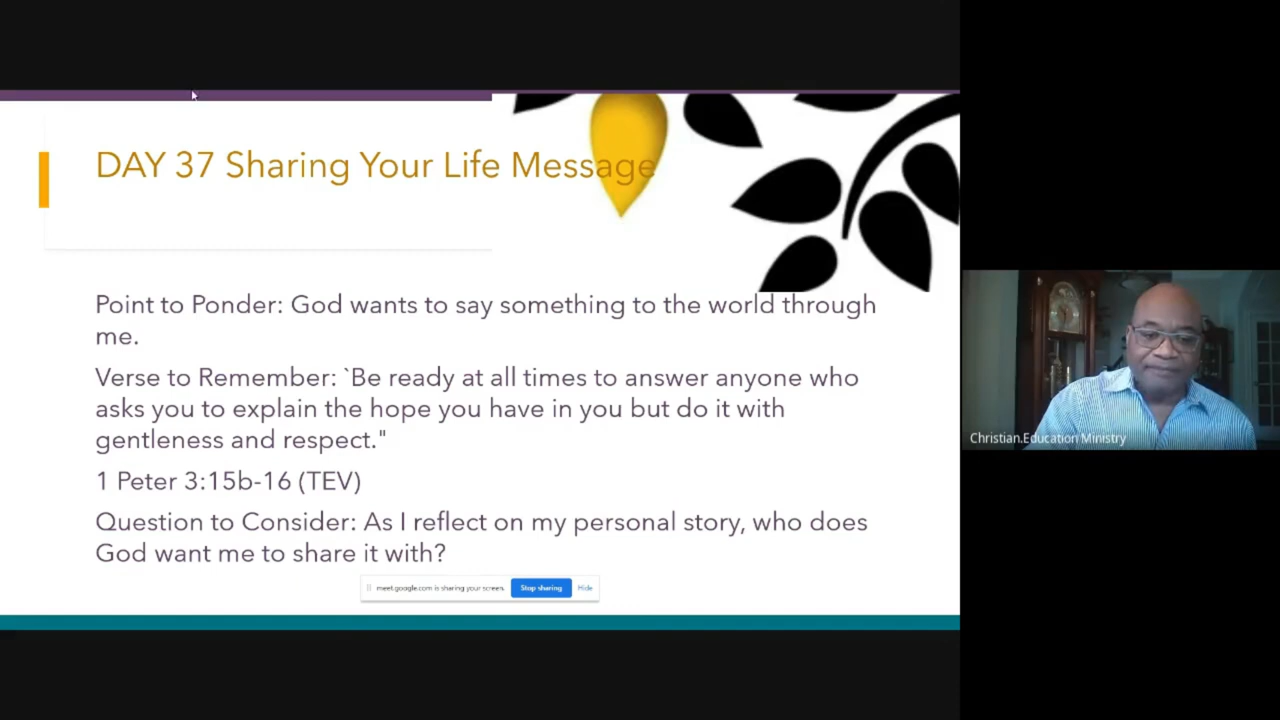 DAY 37 Sharing Your Life Message
Point to Ponder: God wants to say something to the world through
me.
Verse to Remember: `Be ready at all times to answer anyone who
asks you to explain the hope you have in you but do it with
gentleness and respect."
1 Peter 3:15b-16 (TEV)
Question to Consider: As I reflect on my personal story, who does
God want me to share it with?
meet.google.com is sharing your screen. Stop sharing Hide
Christian.Education Ministry